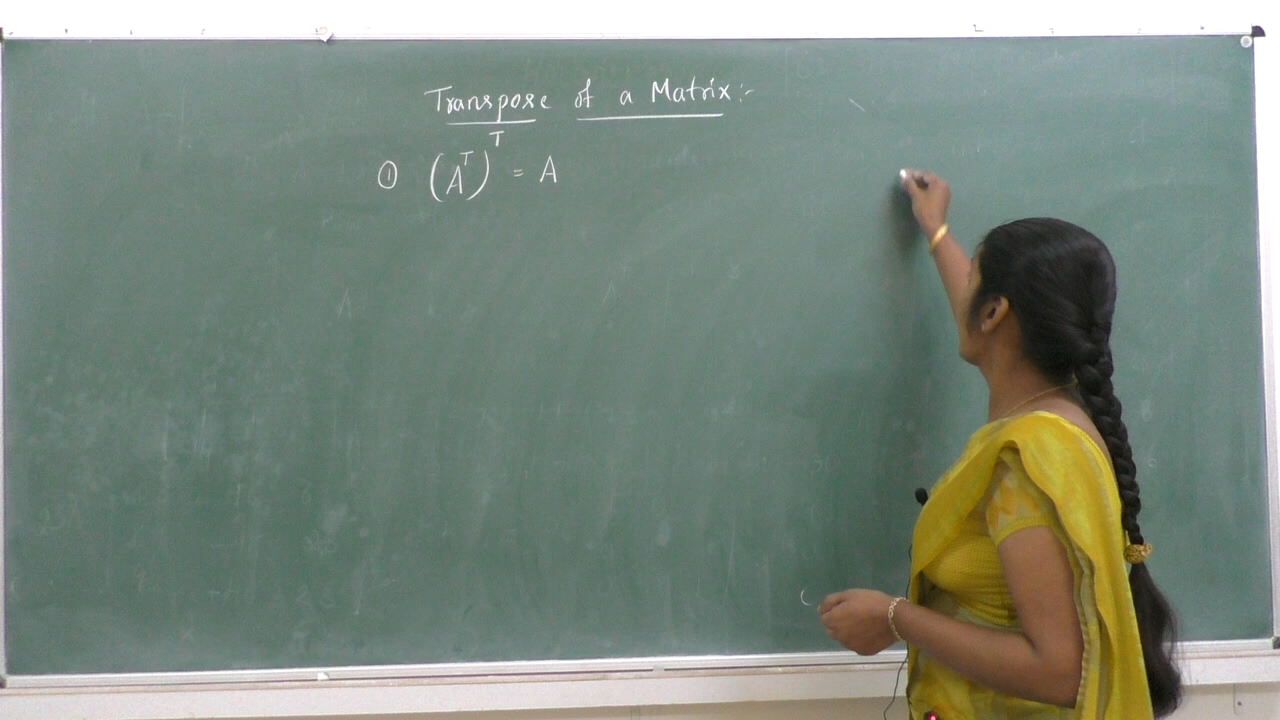 Transpose of a Matrix:-
① (Aᵀ)ᵀ = A